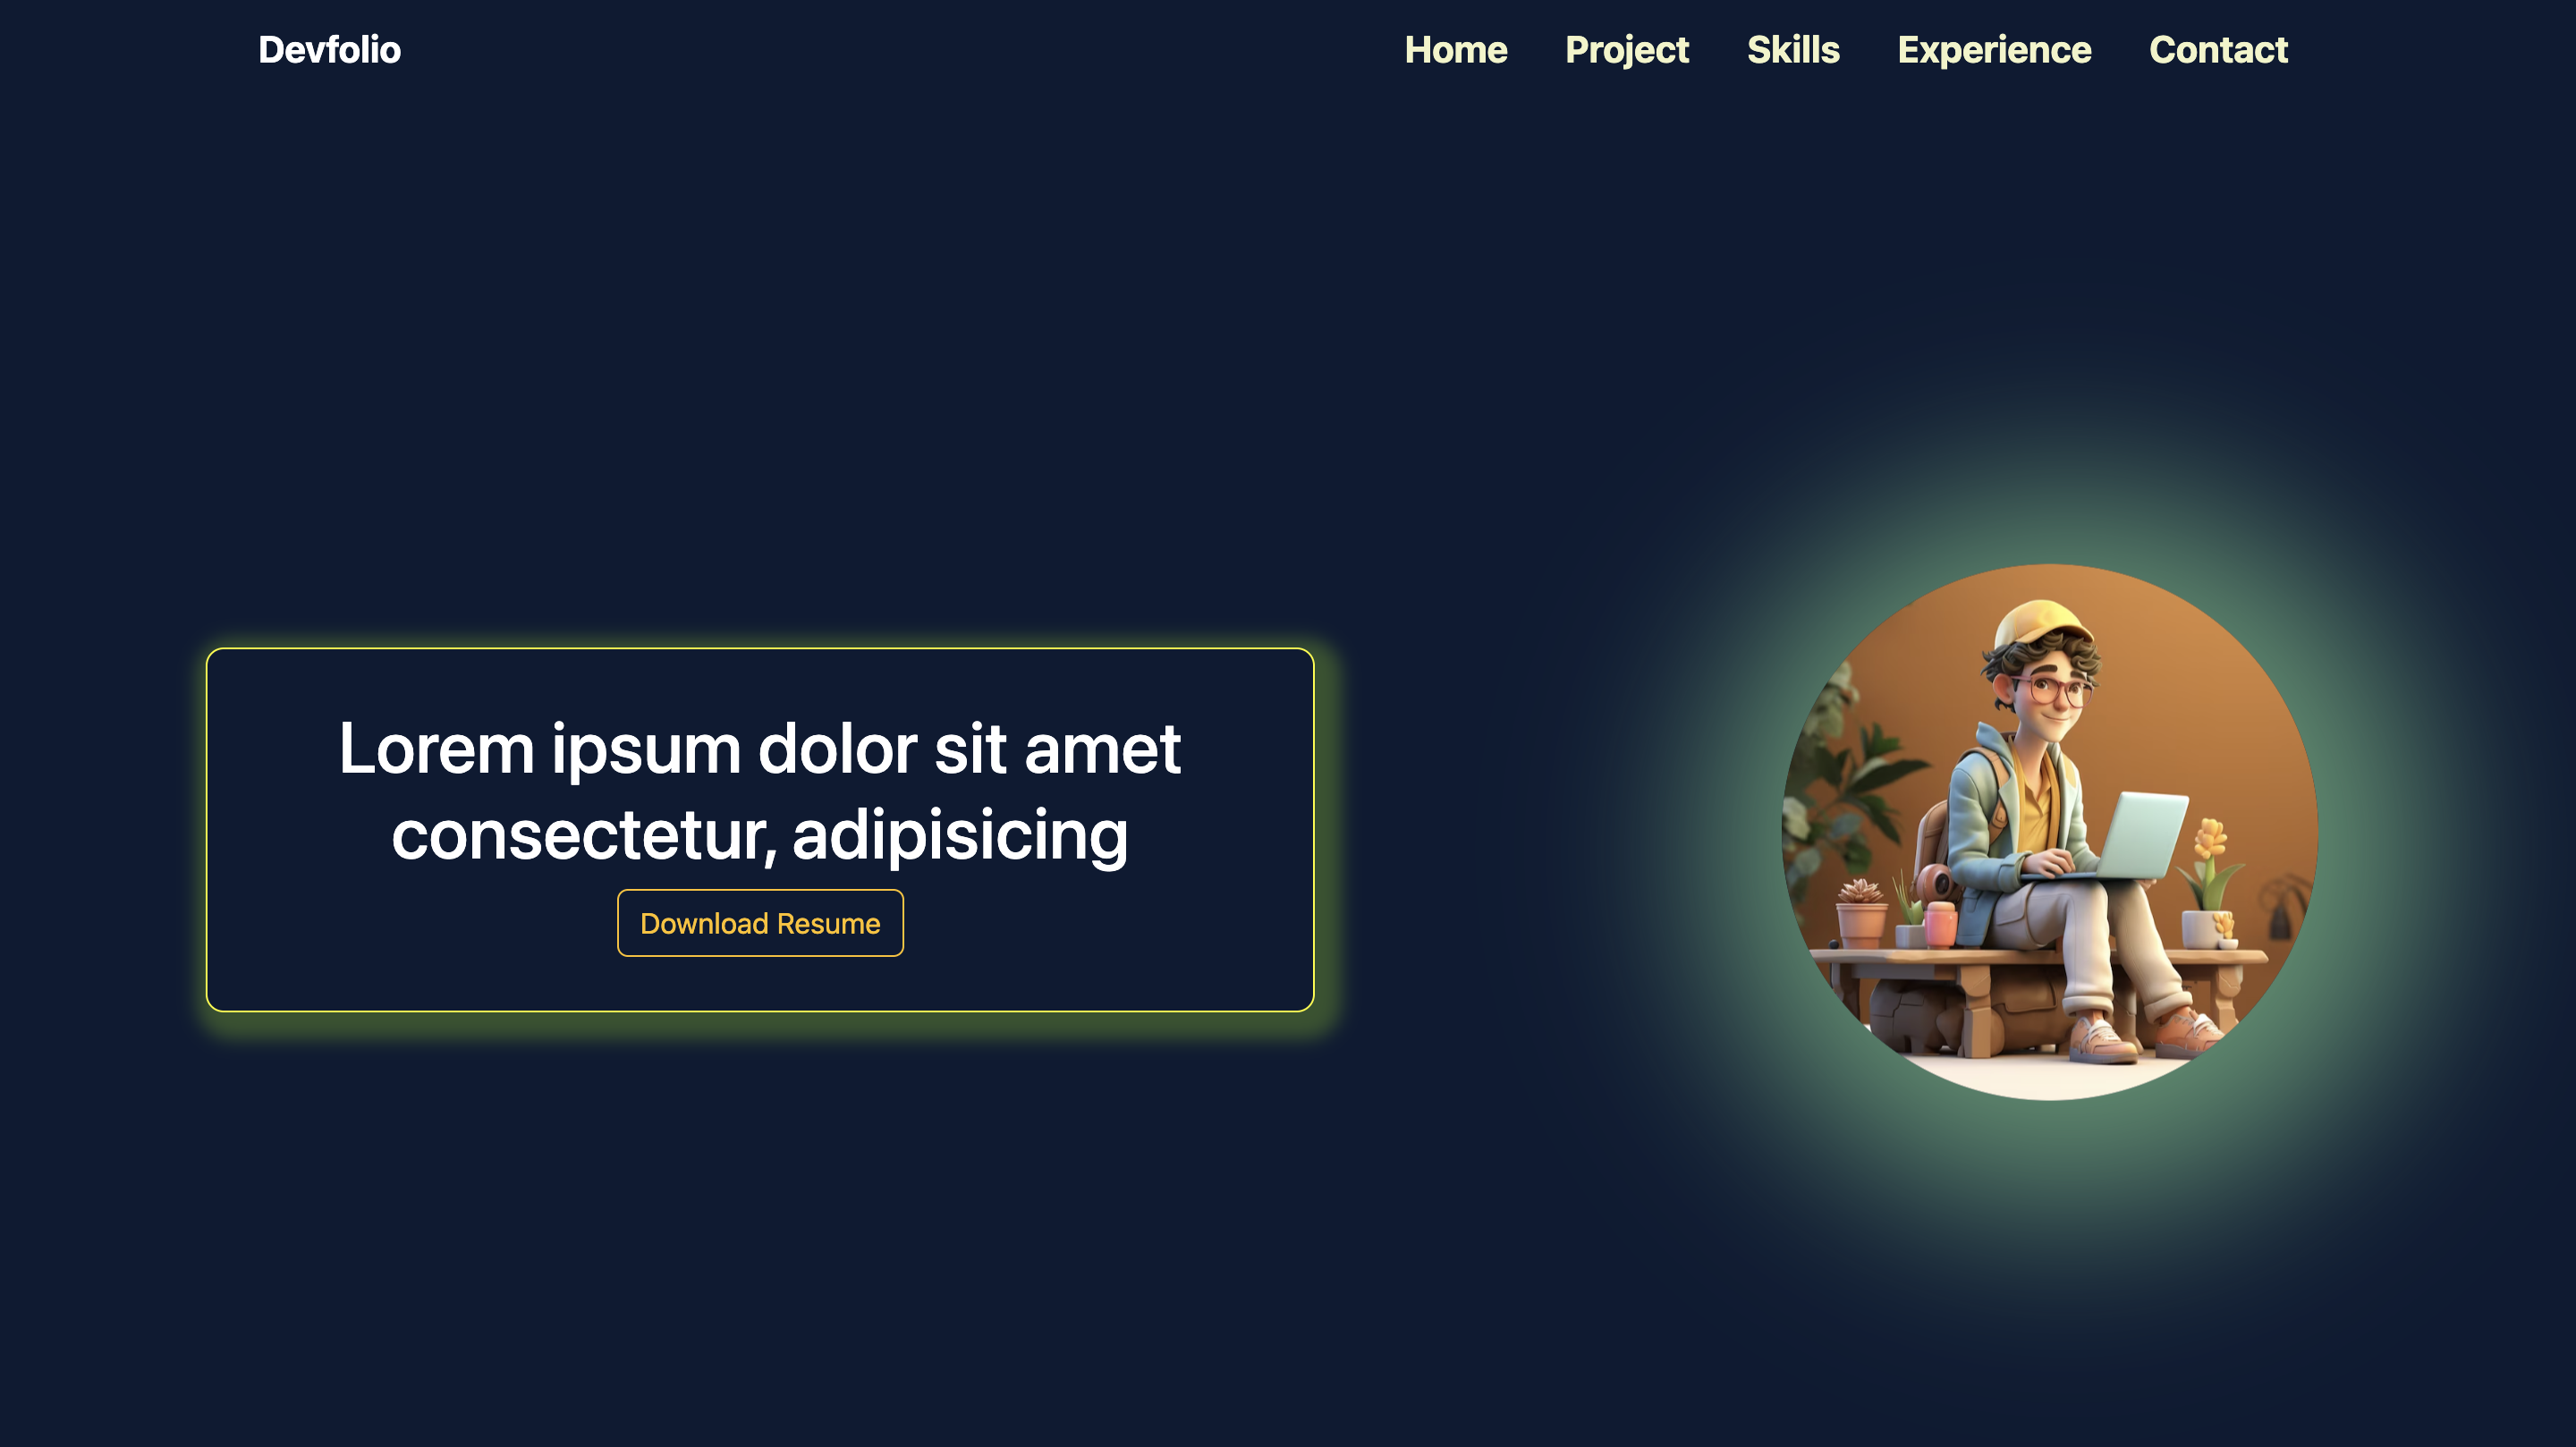 Devfolio
Home Project Skills Experience Contact
Lorem ipsum dolor sit amet
consectetur, adipisicing
Download Resume